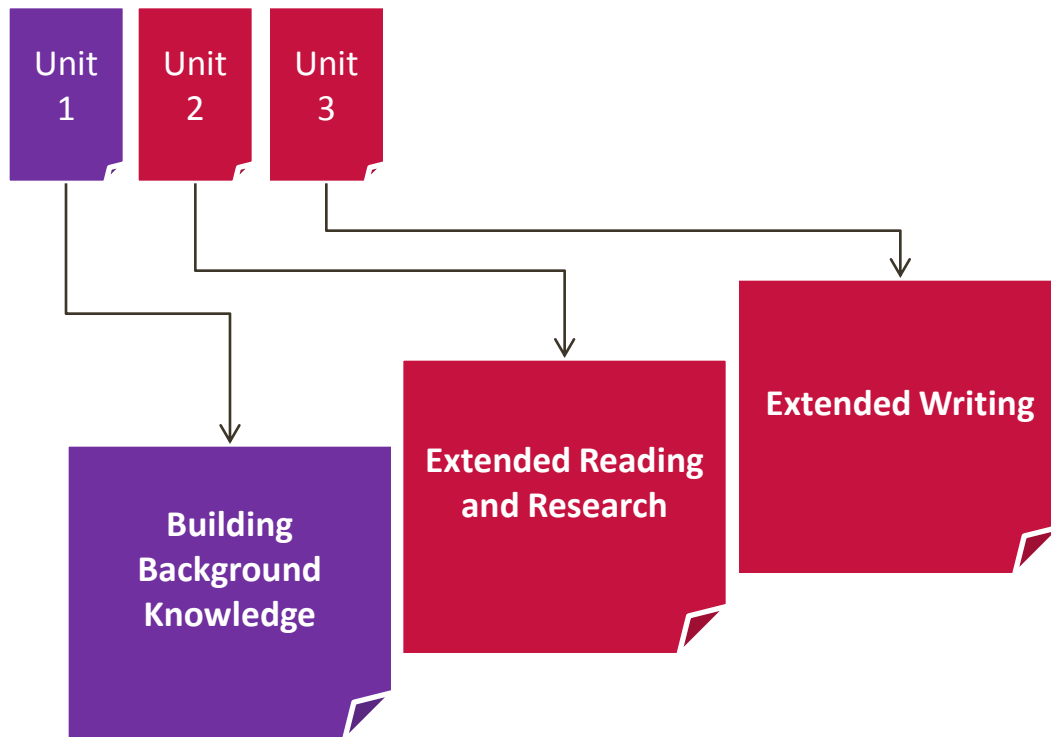 Unit
1
Unit
2
Unit
3
Building
Background
Knowledge
Extended Reading
and Research
Extended Writing